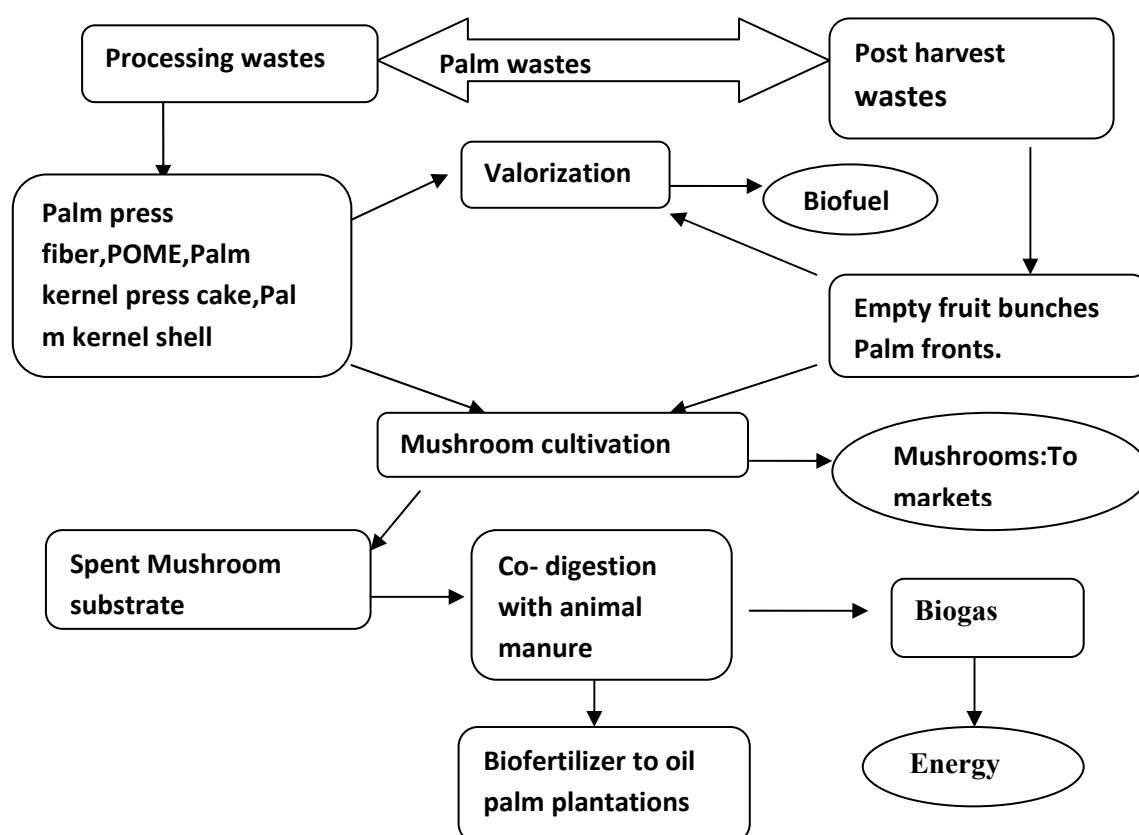 Processing wastes
Palm wastes
Post harvest
wastes
Valorization
Biofuel
Palm press
fiber,POME,Palm
kernel press cake,Pal
m kernel shell
Empty fruit bunches
Palm fronts.
Mushroom cultivation
Mushrooms:To
markets
Spent Mushroom
substrate
Co- digestion
with animal
manure
Biogas
Biofertilizer to oil
palm plantations
Energy